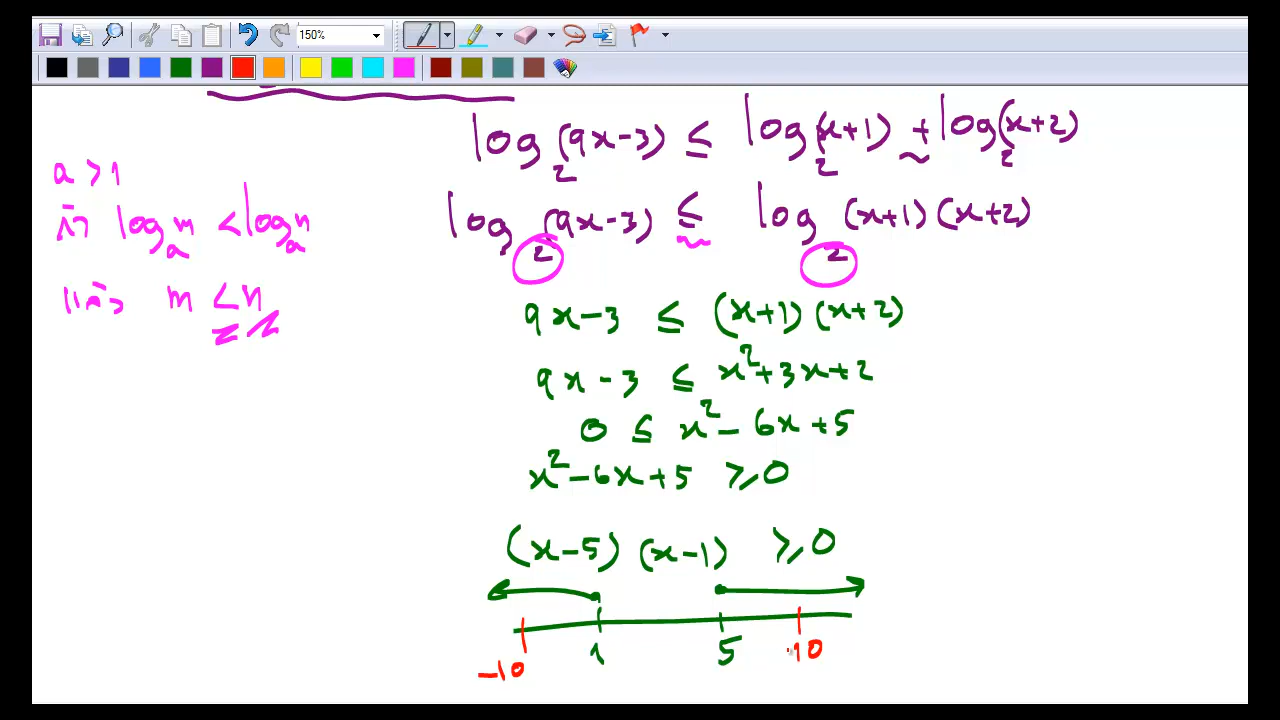 150%
log₂(9x-3) ≤ log₂(x+1) + log₂(x+2)
a > 1
log₂(9x-3) ≤ log₂(x+1)(x+2)
ถ้า logₐm < logₐn
9x-3 ≤ (x+1)(x+2)
แล้ว m < n
9x-3 ≤ x²+3x+2
0 ≤ x²-6x+5
x²-6x+5 ≥ 0
(x-5)(x-1) ≥ 0
-10 1 5 10